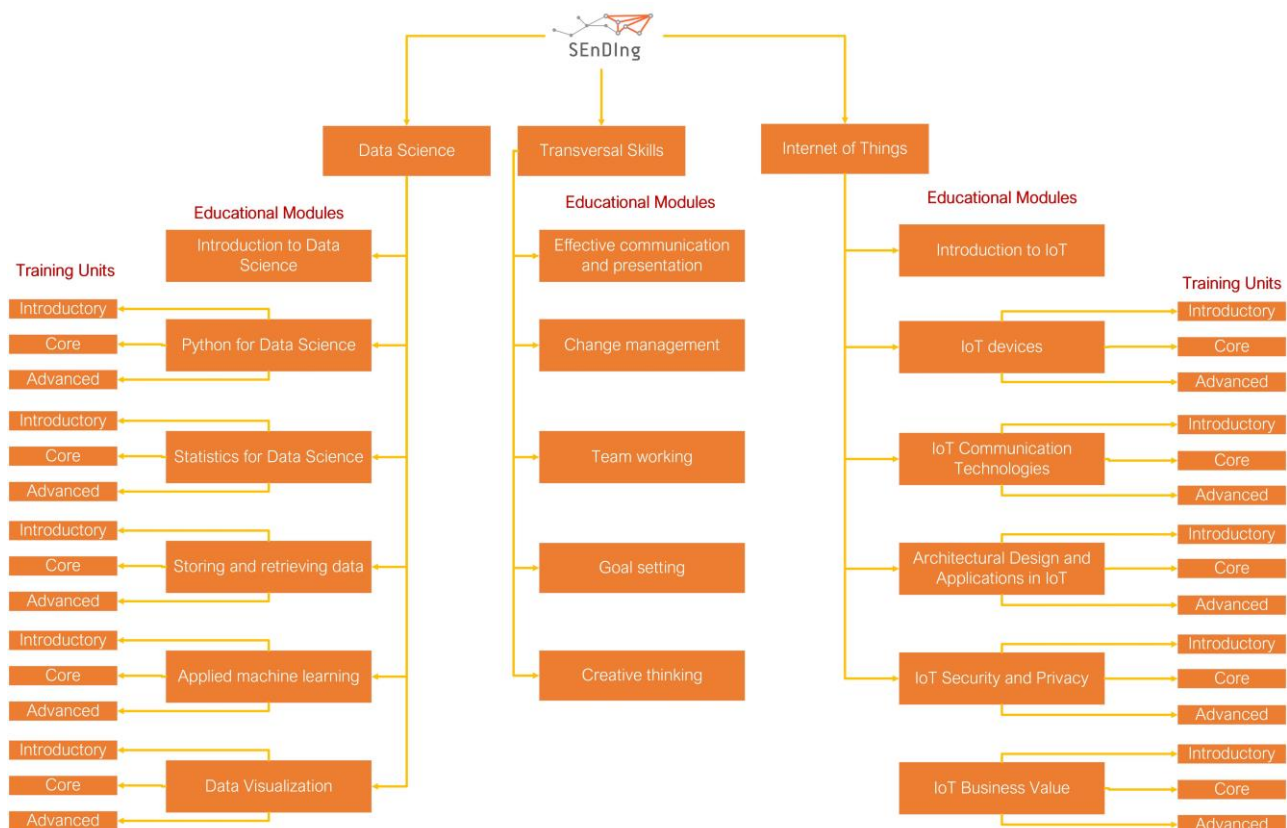 SEnDIng
Data Science
Transversal Skills
Internet of Things
Educational Modules
Educational Modules
Educational Modules
Introduction to Data
Science
Effective communication
and presentation
Introduction to IoT
Training Units
Training Units
Introductory
Core
Advanced
Python for Data Science
Change management
IoT devices
Introductory
Core
Advanced
Introductory
Core
Advanced
Statistics for Data Science
Team working
IoT Communication
Technologies
Introductory
Core
Advanced
Introductory
Core
Advanced
Storing and retrieving data
Goal setting
Architectural Design and
Applications in IoT
Introductory
Core
Advanced
Introductory
Core
Advanced
Applied machine learning
Creative thinking
IoT Security and Privacy
Introductory
Core
Advanced
Introductory
Core
Advanced
Data Visualization
IoT Business Value
Introductory
Core
Advanced